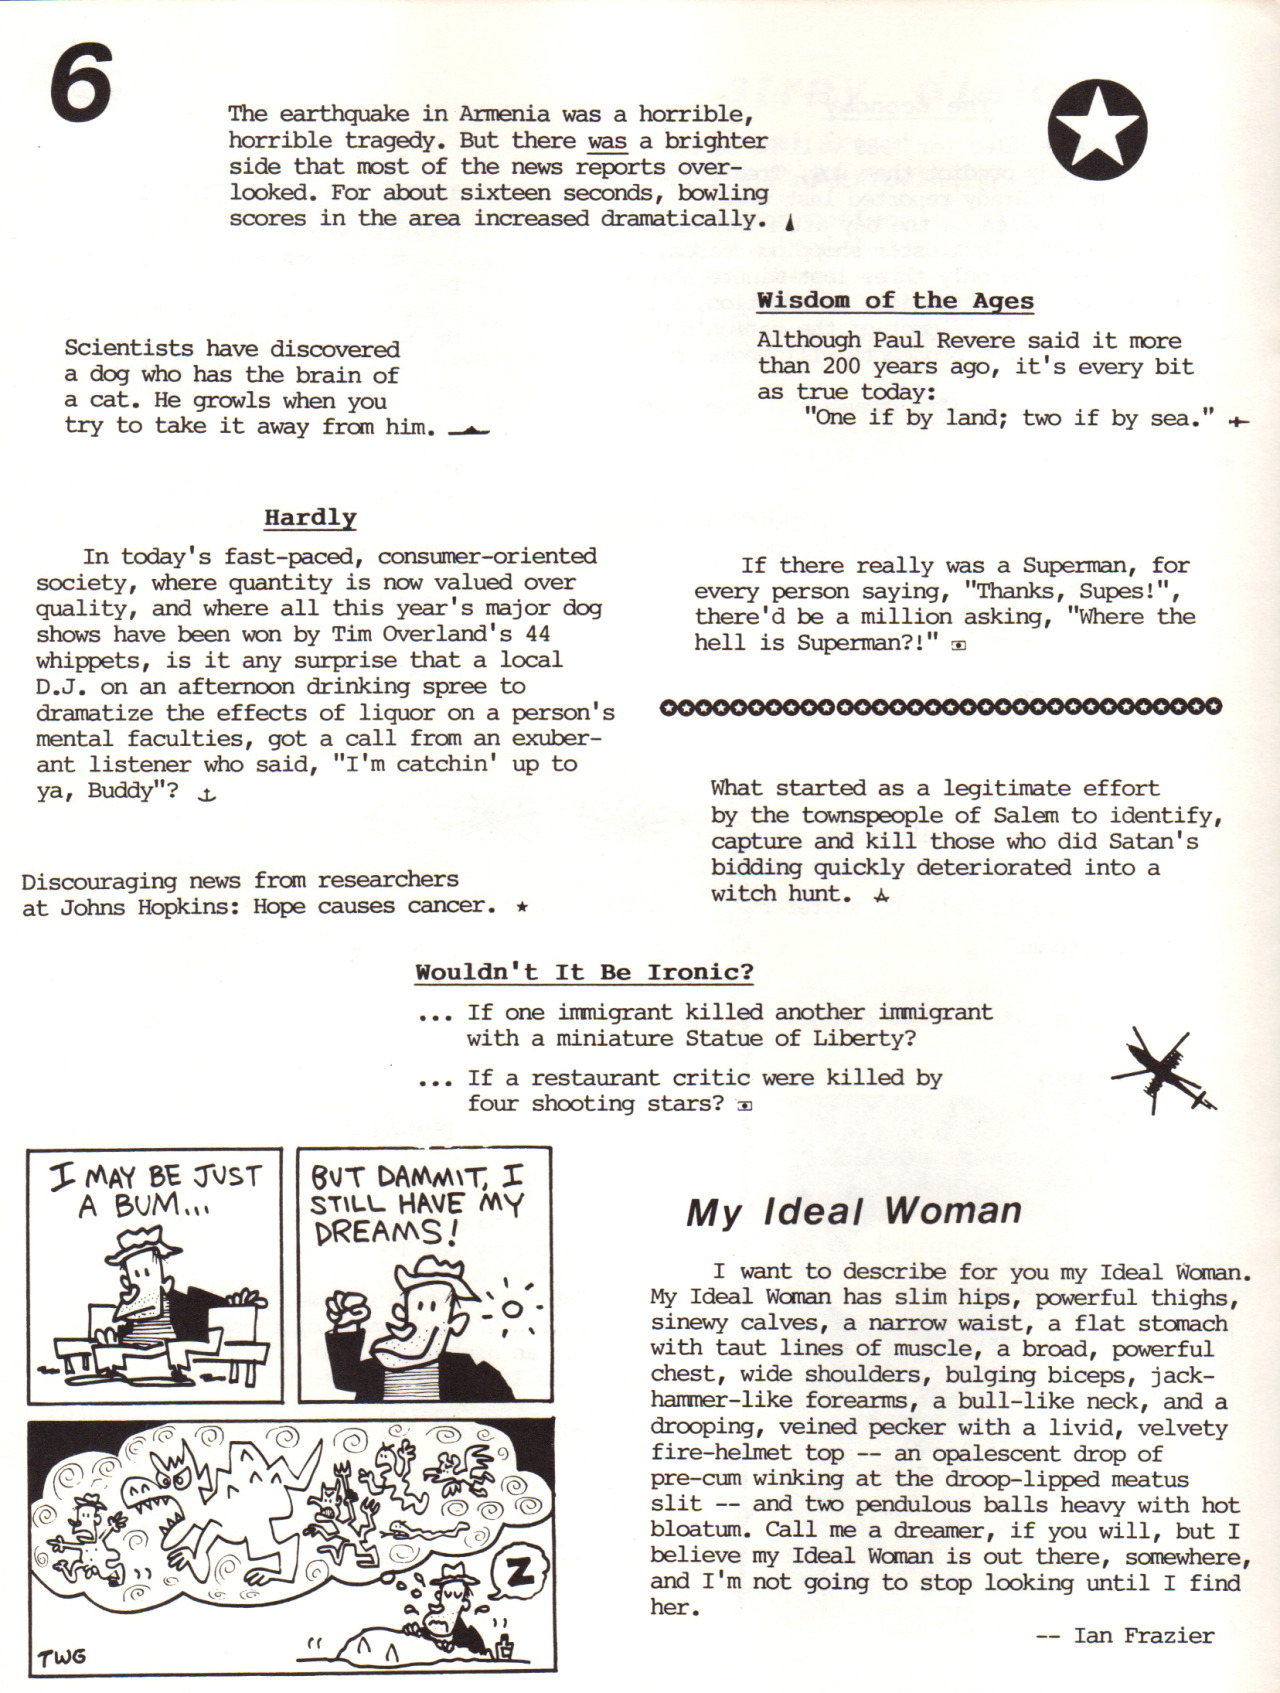 6
The earthquake in Armenia was a horrible,
horrible tragedy. But there was a brighter
side that most of the news reports over-
looked. For about sixteen seconds, bowling
scores in the area increased dramatically.
Scientists have discovered
a dog who has the brain of
a cat. He growls when you
try to take it away from him.
Wisdom of the Ages
Although Paul Revere said it more
than 200 years ago, it's every bit
as true today:
"One if by land; two if by sea."
Hardly
In today's fast-paced, consumer-oriented
society, where quantity is now valued over
quality, and where all this year's major dog
shows have been won by Tim Overland's 44
whippets, is it any surprise that a local
D.J. on an afternoon drinking spree to
dramatize the effects of liquor on a person's
mental faculties, got a call from an exuber-
ant listener who said, "I'm catchin' up to
ya, Buddy"?
If there really was a Superman, for
every person saying, "Thanks, Supes!",
there'd be a million asking, "Where the
hell is Superman?!"
What started as a legitimate effort
by the townspeople of Salem to identify,
capture and kill those who did Satan's
bidding quickly deteriorated into a
witch hunt.
Discouraging news from researchers
at Johns Hopkins: Hope causes cancer.
Wouldn't It Be Ironic?
... If one immigrant killed another immigrant
with a miniature Statue of Liberty?
... If a restaurant critic were killed by
four shooting stars?
I MAY BE JUST
A BUM...
BUT DAMMIT, I
STILL HAVE MY
DREAMS!
Z
TWG
My Ideal Woman
I want to describe for you my Ideal Woman.
My Ideal Woman has slim hips, powerful thighs,
sinewy calves, a narrow waist, a flat stomach
with taut lines of muscle, a broad, powerful
chest, wide shoulders, bulging biceps, jack-
hammer-like forearms, a bull-like neck, and a
drooping, veined pecker with a livid, velvety
fire-helmet top -- an opalescent drop of
pre-cum winking at the droop-lipped meatus
slit -- and two pendulous balls heavy with hot
bloatum. Call me a dreamer, if you will, but I
believe my Ideal Woman is out there, somewhere,
and I'm not going to stop looking until I find
her.
-- Ian Frazier